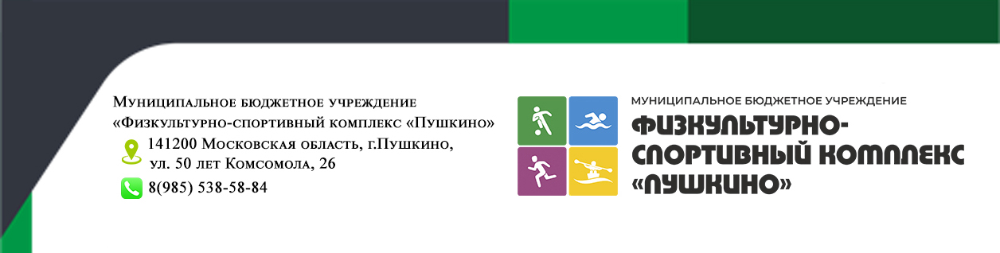 Муниципальное бюджетное учреждение
«Физкультурно-спортивный комплекс «Пушкино»
141200 Московская область, г.Пушкино,
ул. 50 лет Комсомола, 26
8(985) 538-58-84
МУНИЦИПАЛЬНОЕ БЮДЖЕТНОЕ УЧРЕЖДЕНИЕ
ФИЗКУЛЬТУРНО-
СПОРТИВНЫЙ КОМПЛЕКС
«ПУШКИНО»